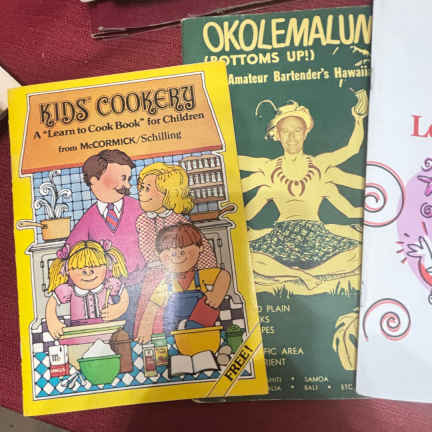 KIDS' COOKERY
A "Learn to Cook Book" for Children
from McCORMICK/Schilling
FREE!
OKOLEMALUN
(BOTTOMS UP!)
Amateur Bartender's Hawaii
D PLAIN
KS
PES
FIC AREA
RIENT
SAMOA
BALI • ETC
L